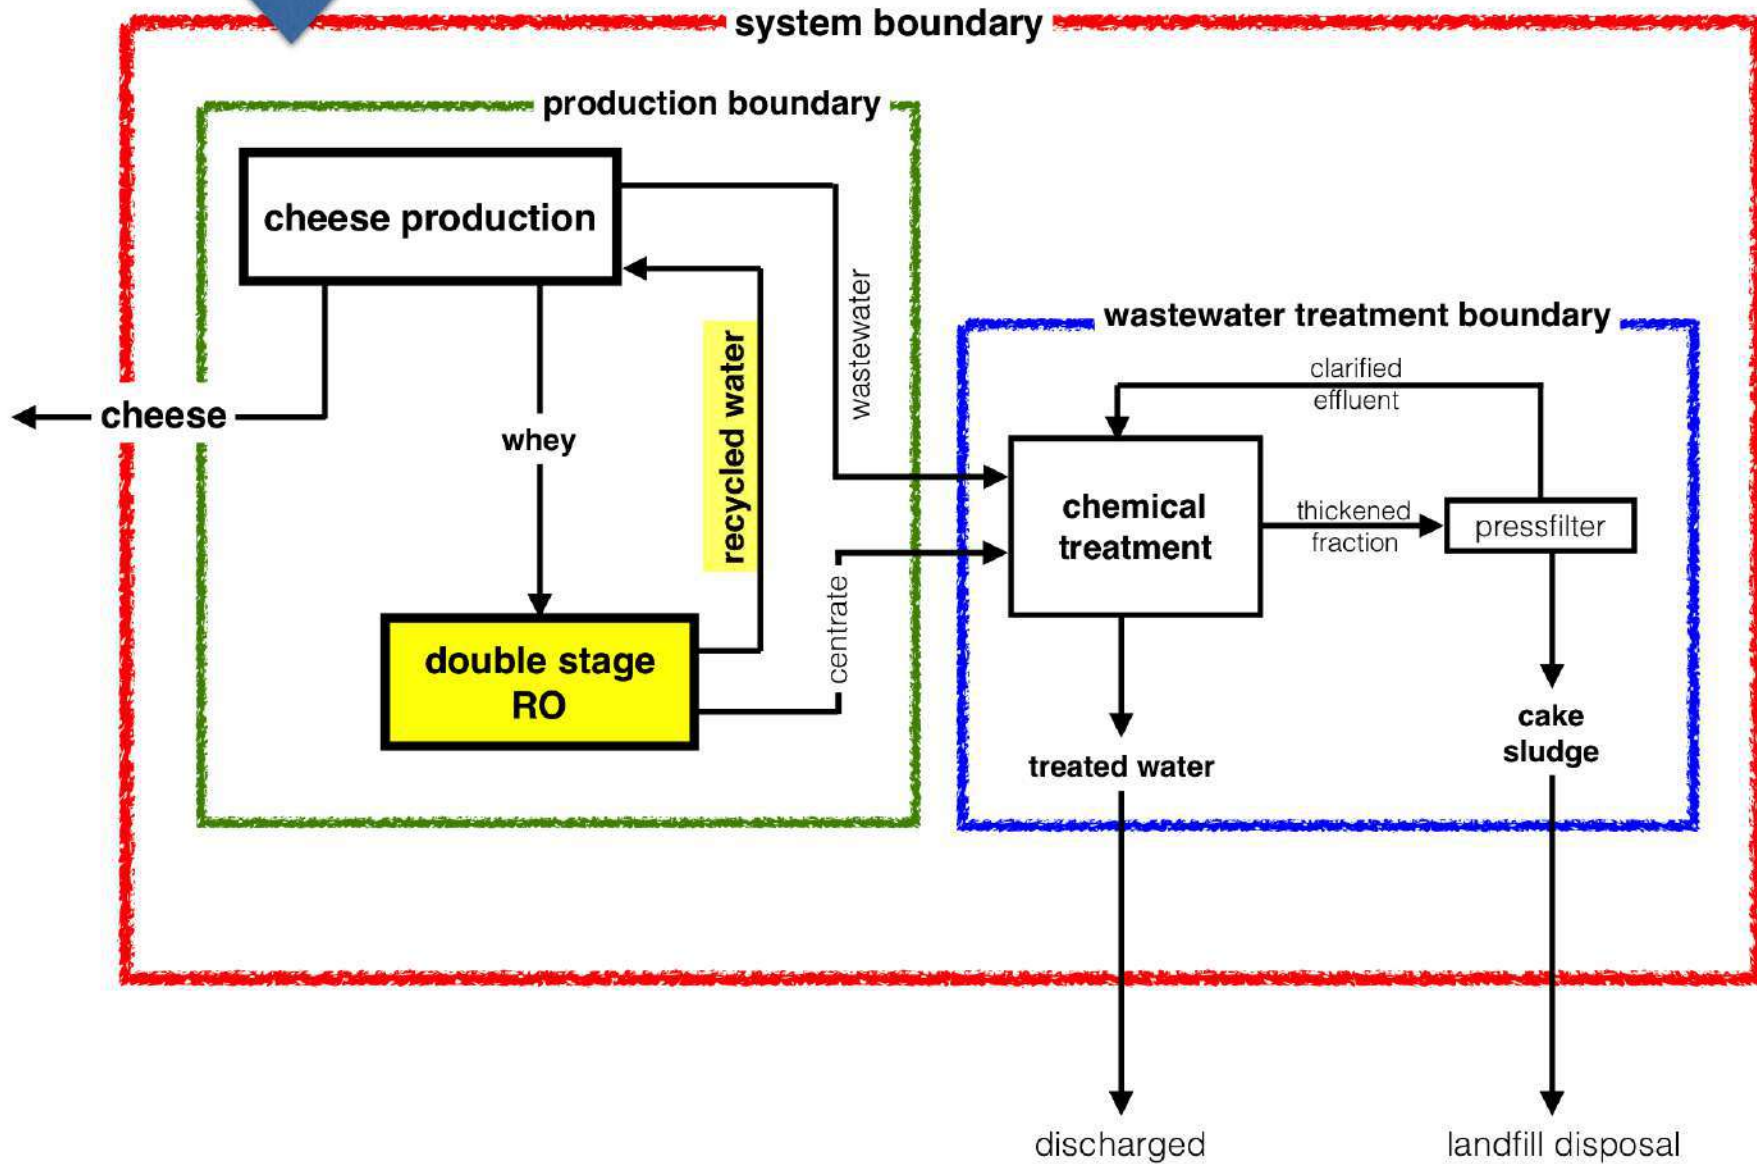 system boundary
production boundary
cheese production
wastewater
recycled water
cheese
whey
double stage
RO
centrate
wastewater treatment boundary
clarified
effluent
chemical
treatment
thickened
fraction
pressfilter
treated water
cake
sludge
discharged
landfill disposal